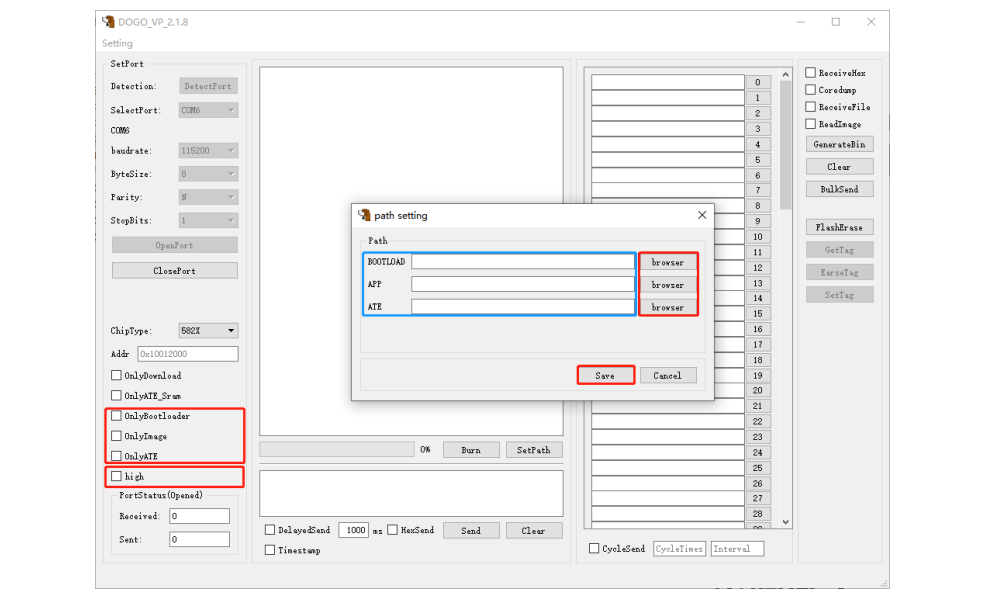 DOGO_VP_2.1.8
Setting
SetPort
Detection: DetectPort
SelectPort: COM6
COM6
baudrate: 115200
ByteSize: 8
Parity: N
StopBits: 1
OpenPort
ClosePort
ChipType: 582X
Addr 0x10012000
OnlyDownload
OnlyATE_Sram
OnlyBootloader
OnlyImage
OnlyATE
high
PortStatus(Opened)
Received: 0
Sent: 0
path setting
Path
BOOTLOAD browser
APP browser
ATE browser
Save Cancel
0% Burn SetPath
DelayedSend 1000 ms HexSend Send Clear
Timestamp
0
1
2
3
4
5
6
7
8
9
10
11
12
13
14
15
16
17
18
19
20
21
22
23
24
25
26
27
28
CycleSend CycleTimes Interval
ReceiveHex
Coredump
ReceiveFile
ReadImage
GenerateBin
Clear
BulkSend
FlashErase
GetTag
EarseTag
SetTag